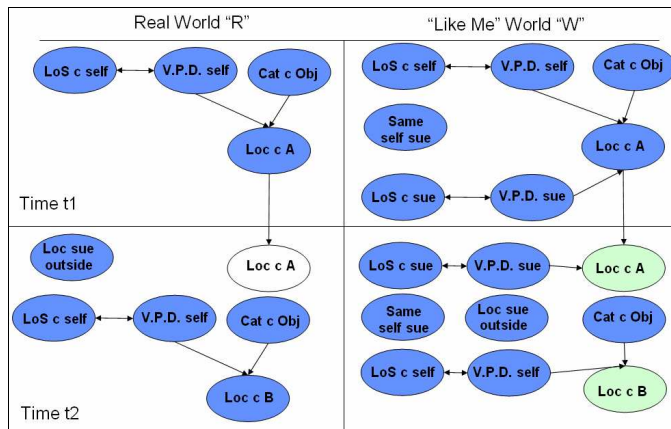 Real World “R”
“Like Me” World “W”
LoS c self
V.P.D. self
Cat c Obj
Loc c A
Time t1
LoS c self
V.P.D. self
Cat c Obj
Same
self sue
Loc c A
LoS c sue
V.P.D. sue
Loc sue
outside
Loc c A
LoS c self
V.P.D. self
Cat c Obj
Loc c B
Time t2
LoS c sue
V.P.D. sue
Loc c A
Same
self sue
Loc sue
outside
Cat c Obj
LoS c self
V.P.D. self
Loc c B